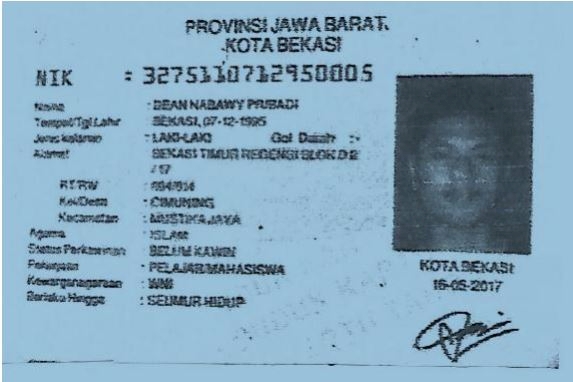 PROVINSI JAWA BARAT
KOTA BEKASI
NIK : 3275110712950005
Nama : DEAN NABAWY PRIBADI
Tempat/Tgl Lahir : BEKASI, 07-12-1995
Jenis kelamin : LAKI-LAKI Gol. Darah : -
Alamat : BEKASI TIMUR REGENSI BLOK
/ 17
RT/RW :
Kel/Desa : CIMUNING
Kecamatan : MUSTIKA JAYA
Agama : ISLAM
Status Perkawinan : BELUM KAWIN
Pekerjaan : PELAJAR/MAHASISWA
Kewarganegaraan : WNI
Berlaku Hingga : SEUMUR HIDUP
KOTA BEKASI
16-05-2017